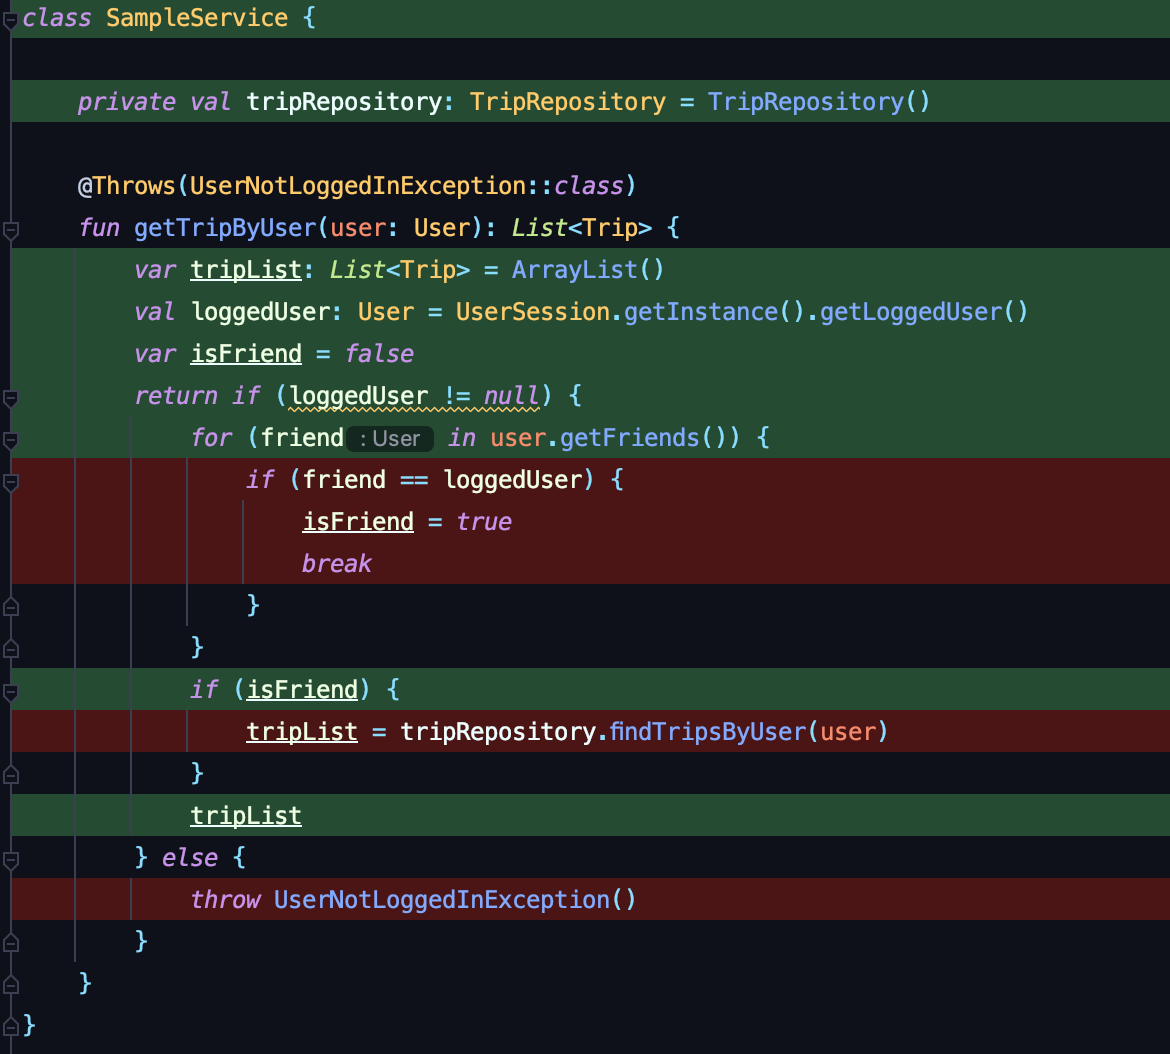 class SampleService {
private val tripRepository: TripRepository = TripRepository()
@Throws(UserNotLoggedInException::class)
fun getTripByUser(user: User): List<Trip> {
var tripList: List<Trip> = ArrayList()
val loggedUser: User = UserSession.getInstance().getLoggedUser()
var isFriend = false
return if (loggedUser != null) {
for (friend : User in user.getFriends()) {
if (friend == loggedUser) {
isFriend = true
break
}
}
if (isFriend) {
tripList = tripRepository.findTripsByUser(user)
}
tripList
} else {
throw UserNotLoggedInException()
}
}
}